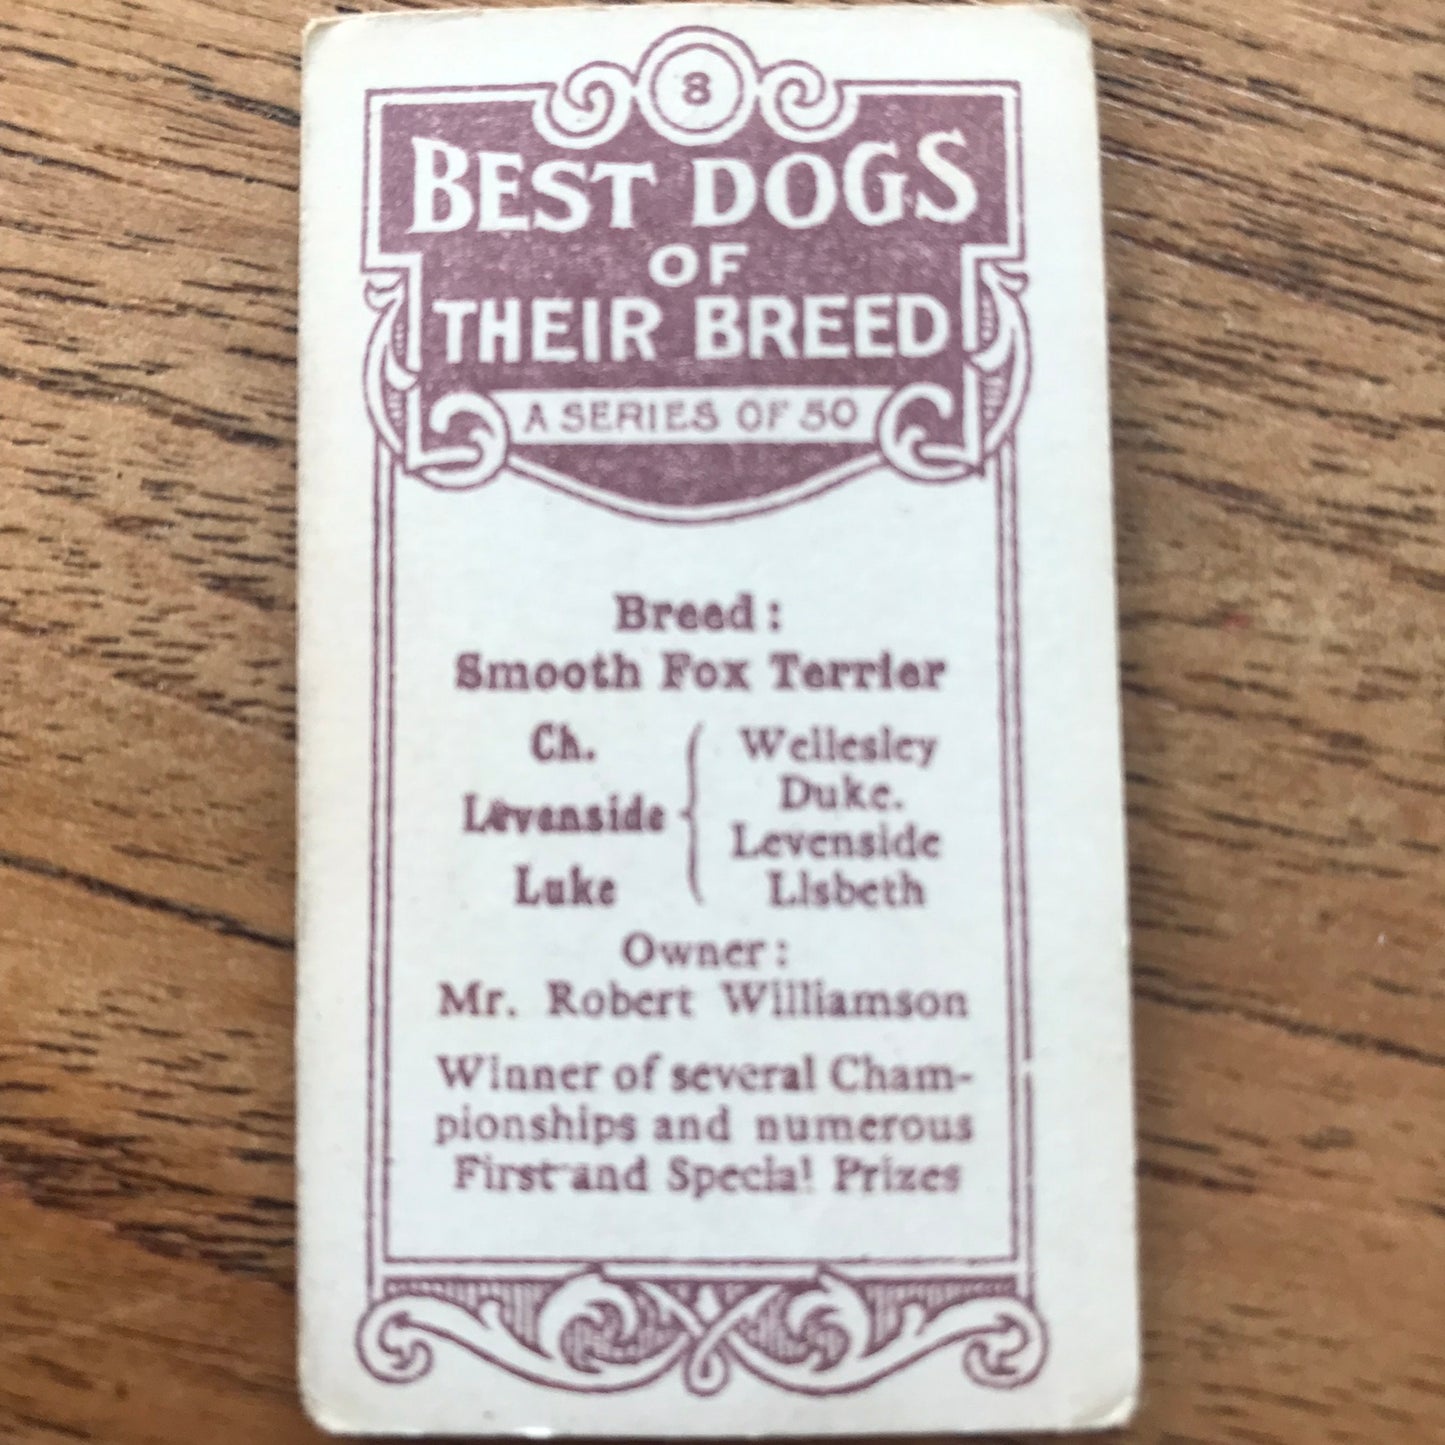 8
BEST DOGS
OF
THEIR BREED
A SERIES OF 50
Breed:
Smooth Fox Terrier
Ch.
Levenside
Luke
Wellesley
Duke.
Levenside
Lisbeth
Owner:
Mr. Robert Williamson
Winner of several Cham-
pionships and numerous
First and Special Prizes